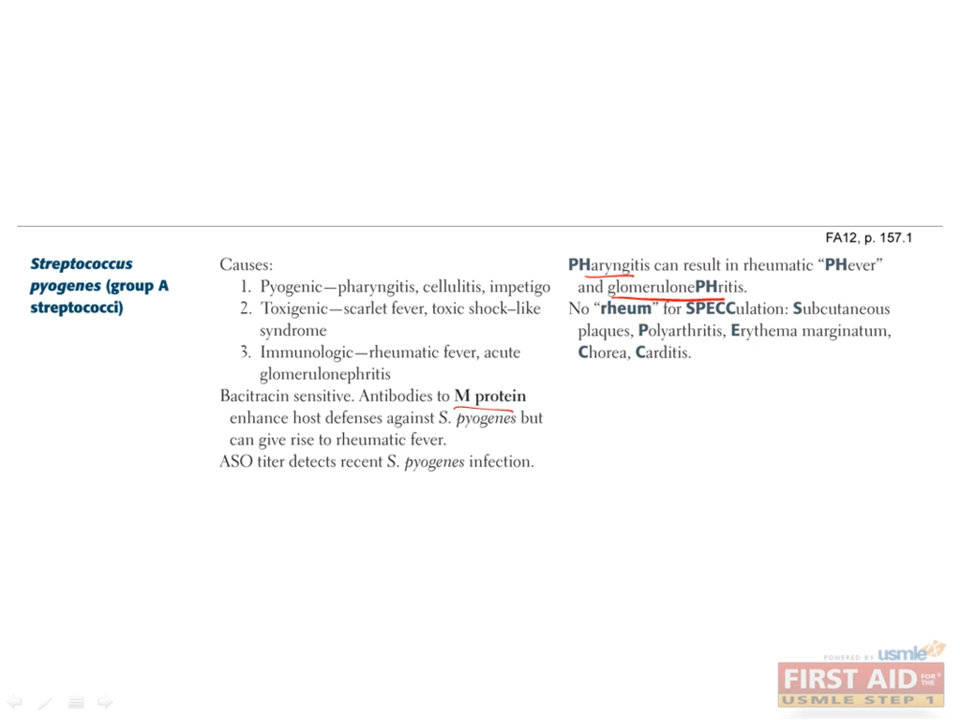 FA12, p. 157.1
Streptococcus
pyogenes (group A
streptococci)
Causes:
1. Pyogenic—pharyngitis, cellulitis, impetigo
2. Toxigenic—scarlet fever, toxic shock–like
syndrome
3. Immunologic—rheumatic fever, acute
glomerulonephritis
Bacitracin sensitive. Antibodies to M protein
enhance host defenses against S. pyogenes but
can give rise to rheumatic fever.
ASO titer detects recent S. pyogenes infection.
PHaryngitis can result in rheumatic “PHever”
and glomerulonePHritis.
No “rheum” for SPECCulation: Subcutaneous
plaques, Polyarthritis, Erythema marginatum,
Chorea, Carditis.
POWERED BY usmle
FIRST AID FOR THE®
USMLE STEP 1